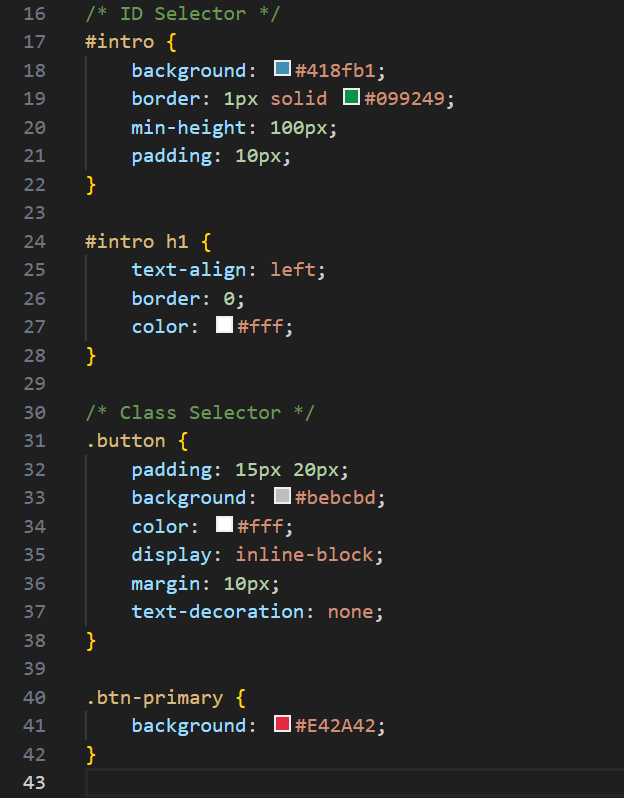 16 /* ID Selector */
17 #intro {
18     background: #418fb1;
19     border: 1px solid #099249;
20     min-height: 100px;
21     padding: 10px;
22 }
23
24 #intro h1 {
25     text-align: left;
26     border: 0;
27     color: #fff;
28 }
29
30 /* Class Selector */
31 .button {
32     padding: 15px 20px;
33     background: #bebcbd;
34     color: #fff;
35     display: inline-block;
36     margin: 10px;
37     text-decoration: none;
38 }
39
40 .btn-primary {
41     background: #E42A42;
42 }
43